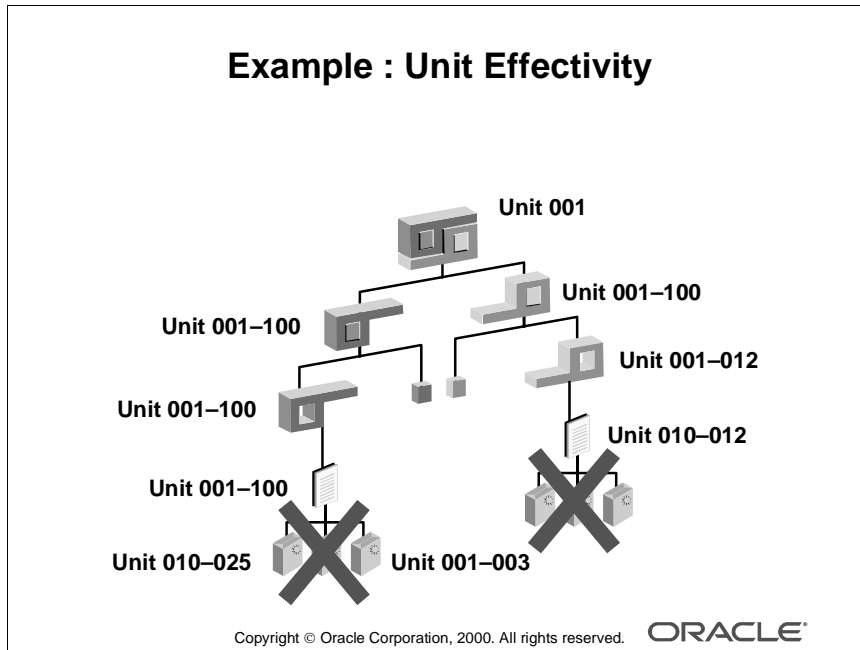 Example : Unit Effectivity
Unit 001
Unit 001–100
Unit 001–100
Unit 001–012
Unit 001–100
Unit 010–012
Unit 001–100
Unit 010–025
Unit 001–003
Copyright © Oracle Corporation, 2000. All rights reserved.
ORACLE®